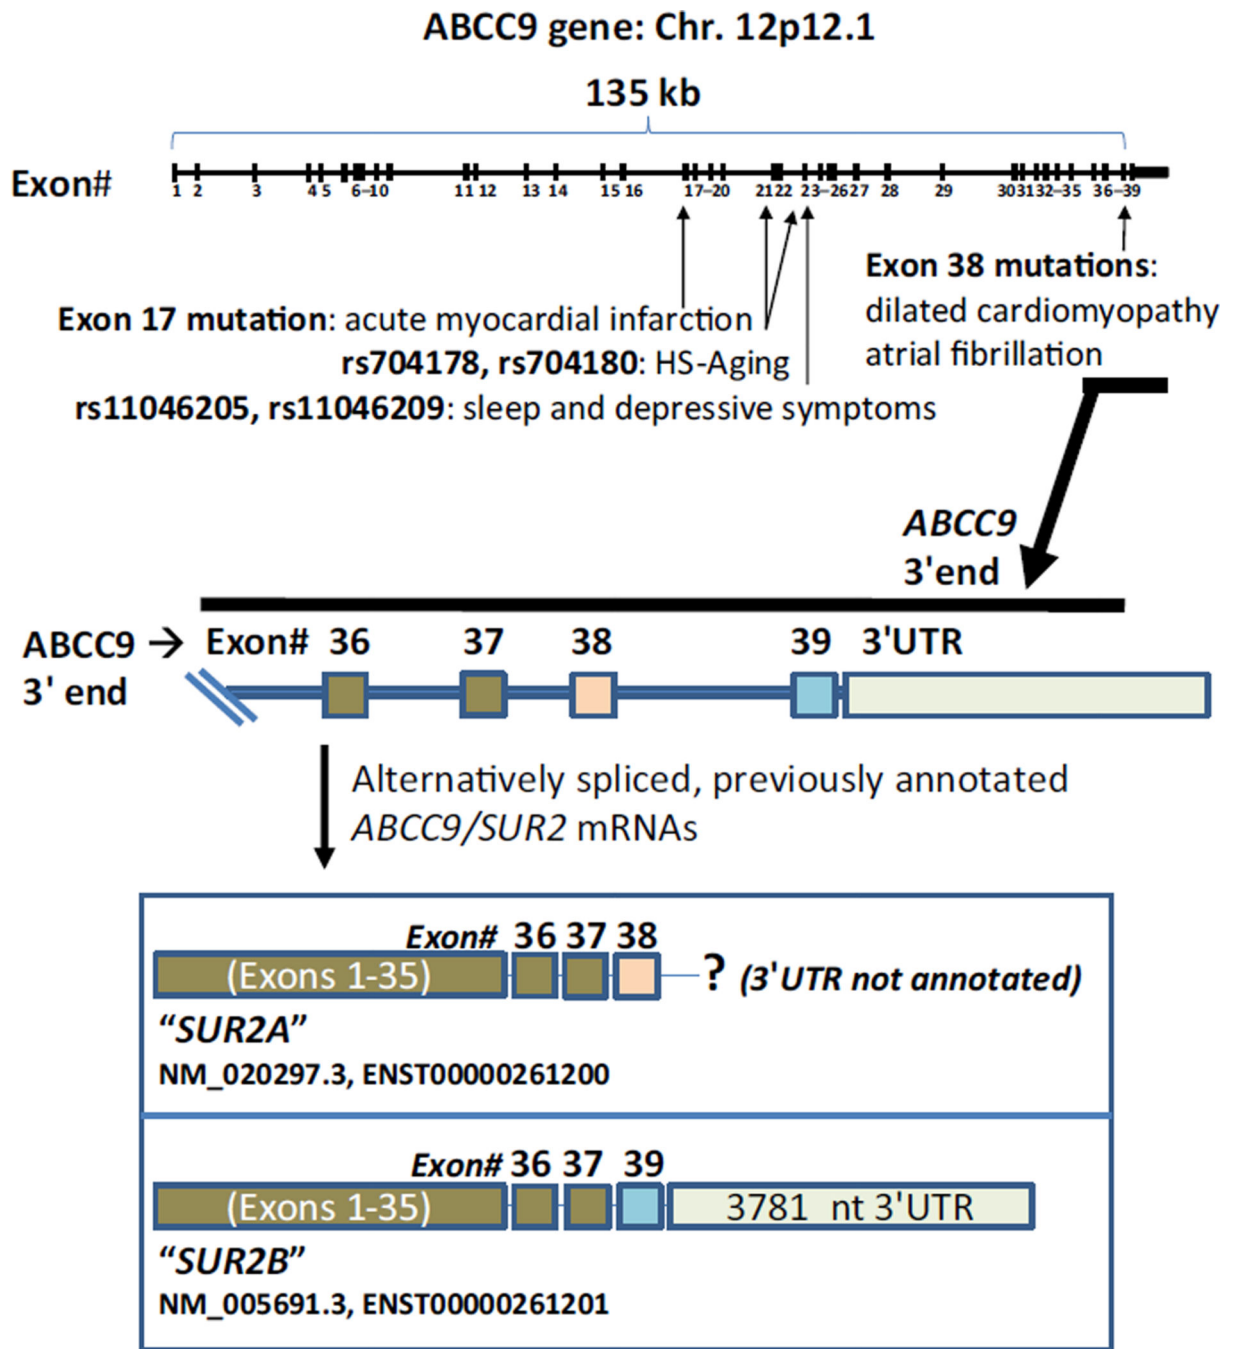 ABCC9 gene: Chr. 12p12.1
135 kb
Exon#
1 2 3 4 5 6–10 11 12 13 14 15 16 17–20 21 22 23–26 27 28 29 30 31 32–35 36–39
Exon 38 mutations:
dilated cardiomyopathy
atrial fibrillation
Exon 17 mutation: acute myocardial infarction
rs704178, rs704180: HS-Aging
rs11046205, rs11046209: sleep and depressive symptoms
ABCC9
3'end
ABCC9 →
3' end
Exon# 36 37 38 39 3'UTR
Alternatively spliced, previously annotated
ABCC9/SUR2 mRNAs
Exon# 36 37 38
(Exons 1-35) ? (3'UTR not annotated)
“SUR2A”
NM_020297.3, ENST00000261200
Exon# 36 37 39
(Exons 1-35) 3781 nt 3'UTR
“SUR2B”
NM_005691.3, ENST00000261201